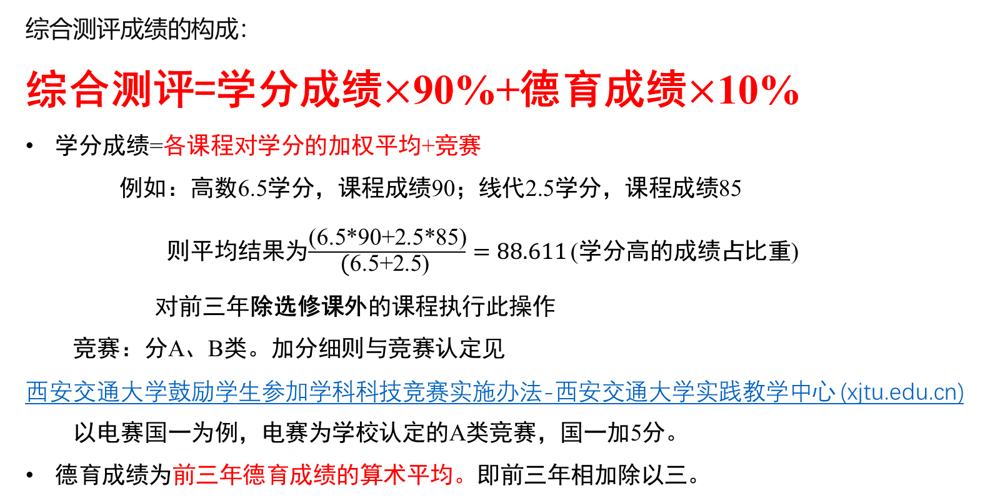 综合测评成绩的构成：
综合测评=学分成绩×90%+德育成绩×10%
• 学分成绩=各课程对学分的加权平均+竞赛
例如：高数6.5学分，课程成绩90；线代2.5学分，课程成绩85
则平均结果为(6.5*90+2.5*85)/(6.5+2.5) = 88.611(学分高的成绩占比重)
对前三年除选修课外的课程执行此操作
竞赛：分A、B类。加分细则与竞赛认定见
西安交通大学鼓励学生参加学科科技竞赛实施办法-西安交通大学实践教学中心 (xjtu.edu.cn)
以电赛国一为例，电赛为学校认定的A类竞赛，国一加5分。
• 德育成绩为前三年德育成绩的算术平均。即前三年相加除以三。